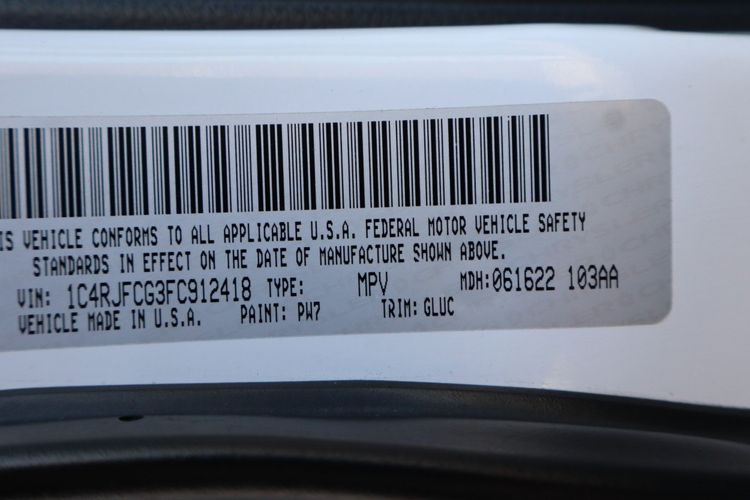 IS VEHICLE CONFORMS TO ALL APPLICABLE U.S.A. FEDERAL MOTOR VEHICLE SAFETY
STANDARDS IN EFFECT ON THE DATE OF MANUFACTURE SHOWN ABOVE.
VIN: 1C4RJFCG3FC912418 TYPE: MPV MDH:061622 103AA
VEHICLE MADE IN U.S.A. PAINT: PW7 TRIM: GLUC